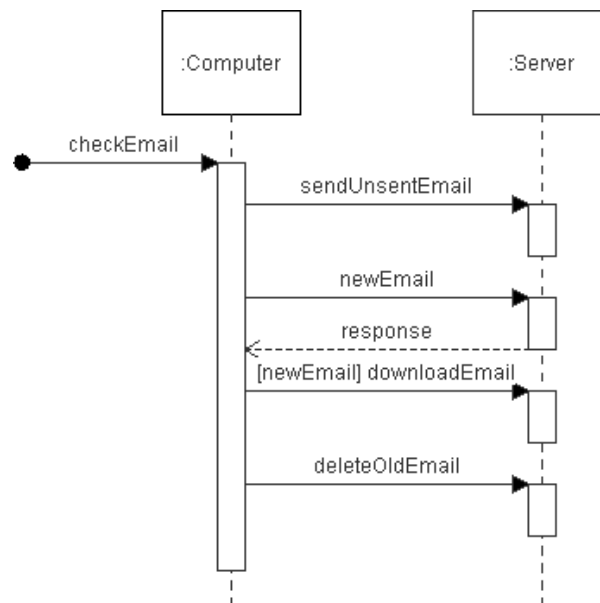 :Computer
:Server
checkEmail
sendUnsentEmail
newEmail
response
[newEmail] downloadEmail
deleteOldEmail